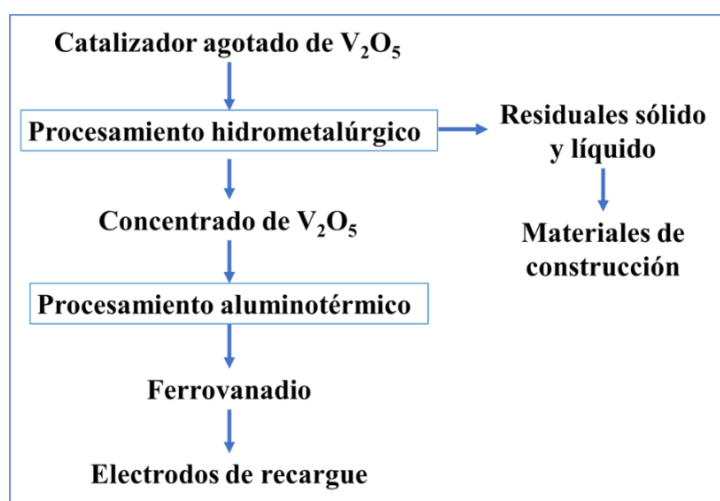 Catalizador agotado de V₂O₅
Procesamiento hidrometalúrgico
Residuales sólido
y líquido
Concentrado de V₂O₅
Materiales de
construcción
Procesamiento aluminotérmico
Ferrovanadio
Electrodos de recargue